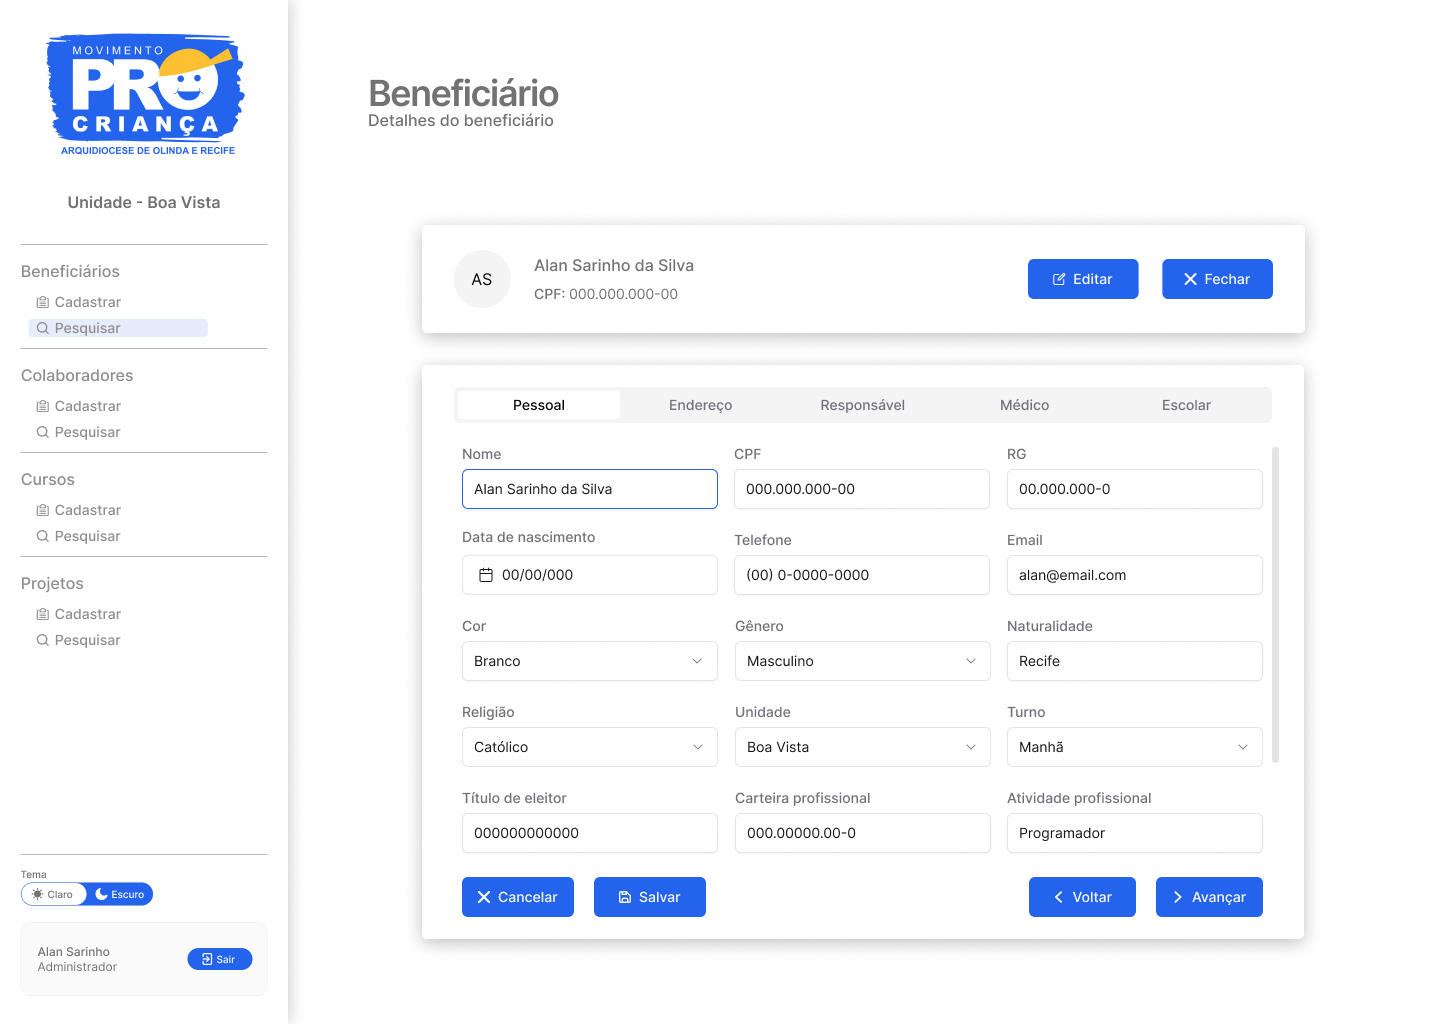 MOVIMENTO
PRO
CRIANÇA
ARQUIDIOCESE DE OLINDA E RECIFE
Unidade - Boa Vista
Beneficiários
Cadastrar
Pesquisar
Colaboradores
Cadastrar
Pesquisar
Cursos
Cadastrar
Pesquisar
Projetos
Cadastrar
Pesquisar
Tema
Claro Escuro
Alan Sarinho
Administrador
Sair
Beneficiário
Detalhes do beneficiário
AS
Alan Sarinho da Silva
CPF: 000.000.000-00
Editar Fechar
Pessoal Endereço Responsável Médico Escolar
Nome CPF RG
Alan Sarinho da Silva 000.000.000-00 00.000.000-0
Data de nascimento Telefone Email
00/00/000 (00) 0-0000-0000 alan@email.com
Cor Gênero Naturalidade
Branco Masculino Recife
Religião Unidade Turno
Católico Boa Vista Manhã
Título de eleitor Carteira profissional Atividade profissional
000000000000 000.00000.00-0 Programador
Cancelar Salvar Voltar Avançar